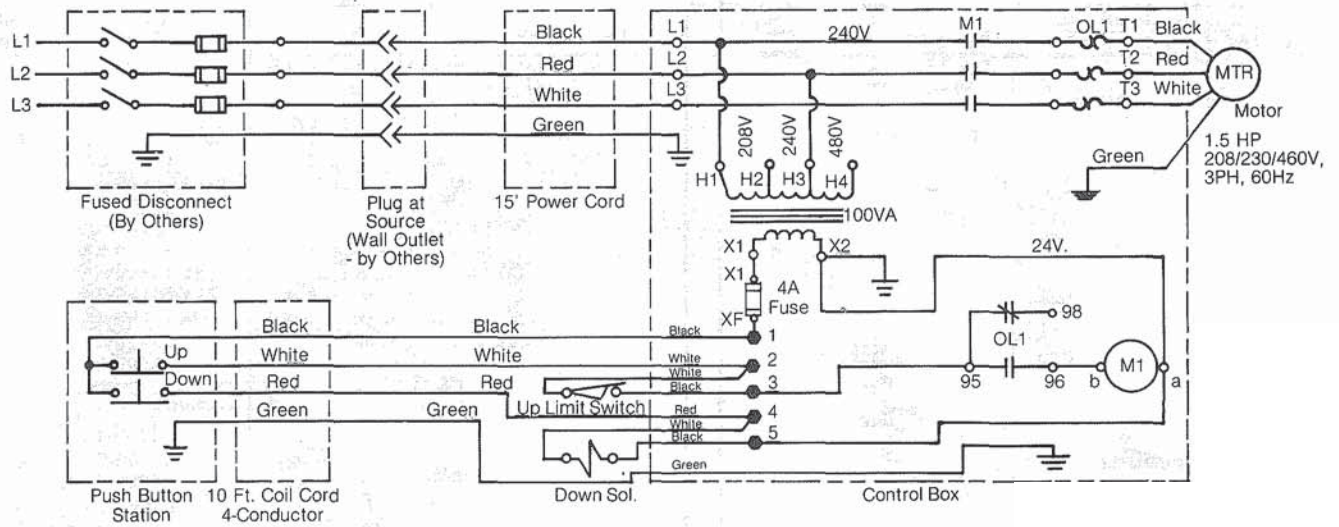 L1
Black
L1
240V
M1
OL1
T1
Black
L2
Red
L2
T2
Red
MTR
L3
White
L3
T3
White
Motor
Green
208V
240V
480V
Green
1.5 HP
208/230/460V,
3PH, 60Hz
H1
H2
H3
H4
Fused Disconnect
(By Others)
Plug at
Source
(Wall Outlet
- by Others)
15' Power Cord
100VA
X1
X2
24V.
X1
4A
Fuse
XF
98
OL1
Black
Black
Black
1
Up
White
White
White
2
White
M1
Down
Red
Red
Black
3
95
96
b
a
Up Limit Switch
Green
Green
Red
4
White
Black
5
Green
Push Button
Station
10 Ft. Coil Cord
4-Conductor
Down Sol.
Control Box